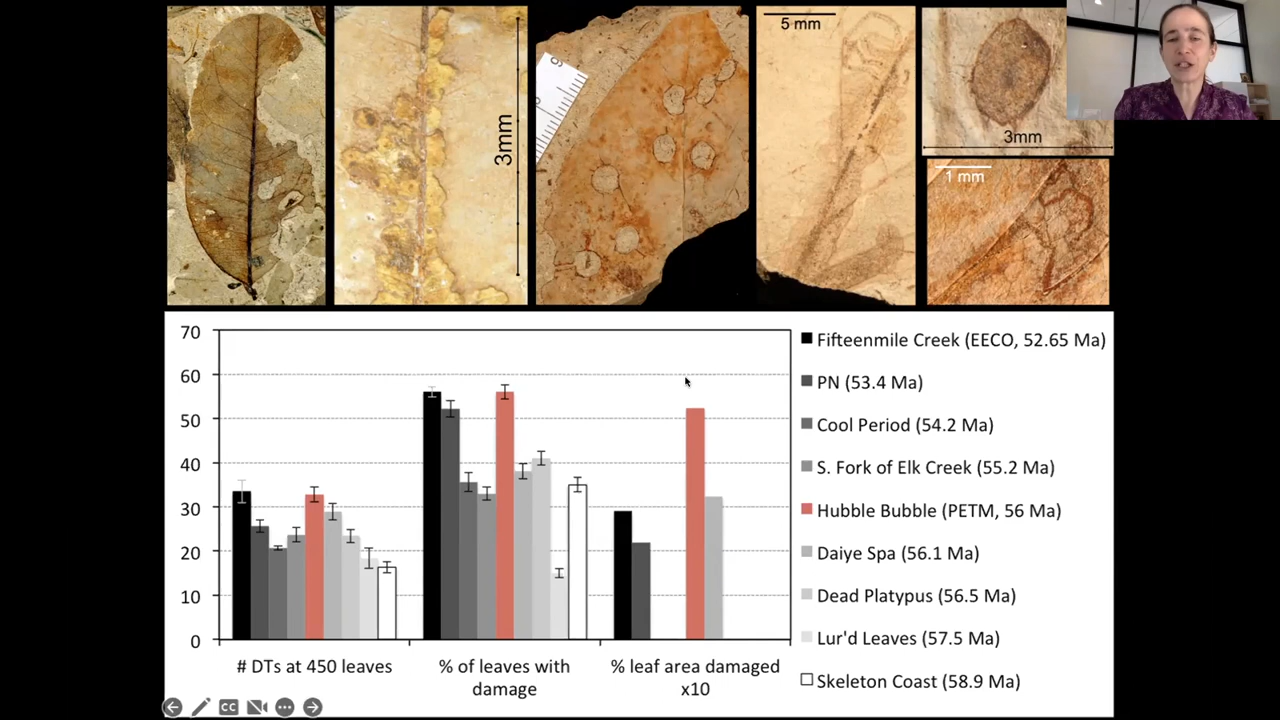 3mm
9
5 mm
3mm
1 mm
70
60
50
40
30
20
10
0
# DTs at 450 leaves
% of leaves with
damage
% leaf area damaged
x10
Fifteenmile Creek (EECO, 52.65 Ma)
PN (53.4 Ma)
Cool Period (54.2 Ma)
S. Fork of Elk Creek (55.2 Ma)
Hubble Bubble (PETM, 56 Ma)
Daiye Spa (56.1 Ma)
Dead Platypus (56.5 Ma)
Lur'd Leaves (57.5 Ma)
Skeleton Coast (58.9 Ma)
CC